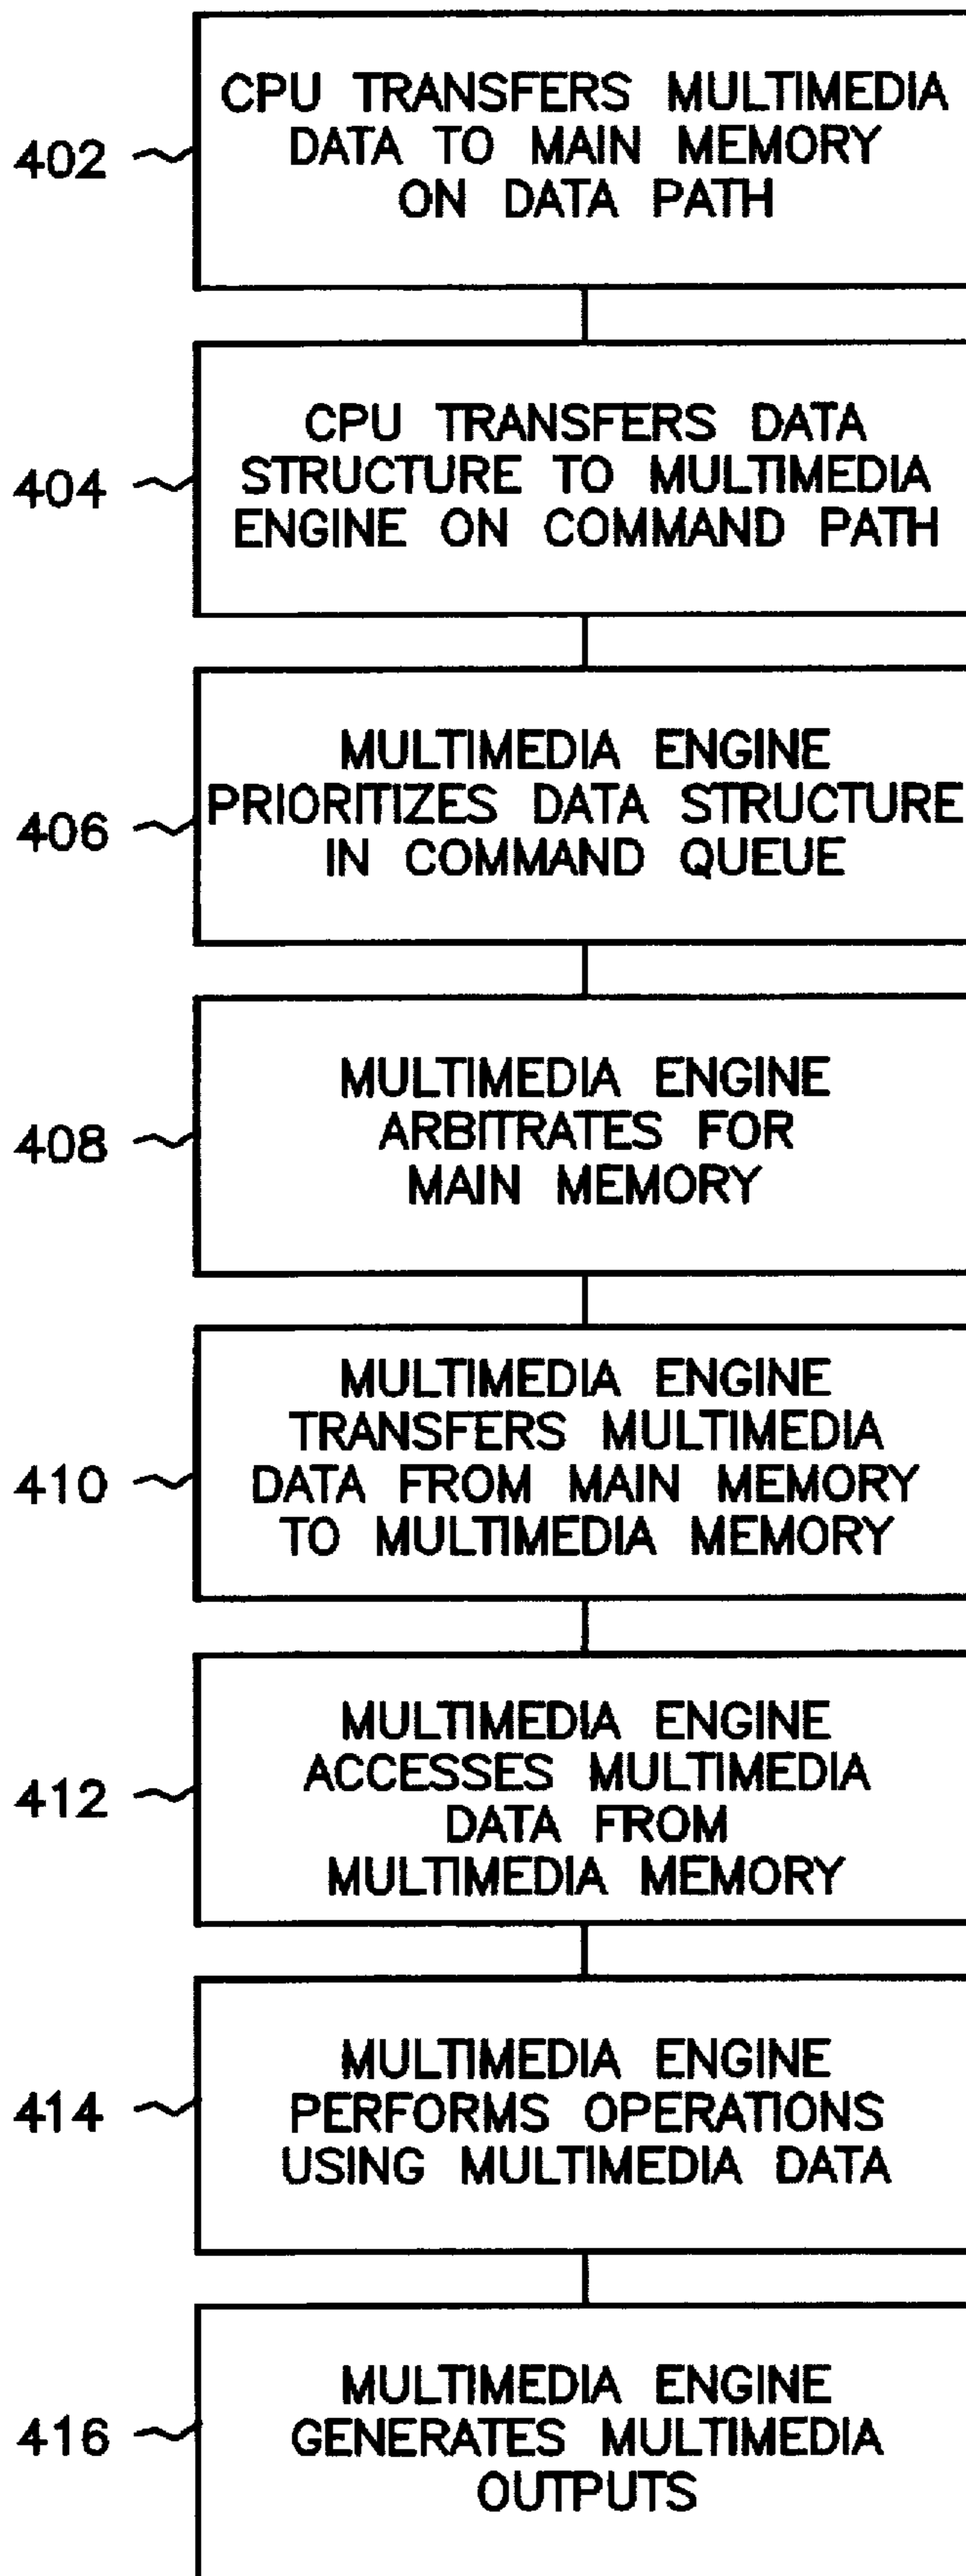 CPU TRANSFERS MULTIMEDIA
DATA TO MAIN MEMORY
ON DATA PATH
402
CPU TRANSFERS DATA
STRUCTURE TO MULTIMEDIA
ENGINE ON COMMAND PATH
404
MULTIMEDIA ENGINE
PRIORITIZES DATA STRUCTURE
IN COMMAND QUEUE
406
MULTIMEDIA ENGINE
ARBITRATES FOR
MAIN MEMORY
408
MULTIMEDIA ENGINE
TRANSFERS MULTIMEDIA
DATA FROM MAIN MEMORY
TO MULTIMEDIA MEMORY
410
MULTIMEDIA ENGINE
ACCESSES MULTIMEDIA
DATA FROM
MULTIMEDIA MEMORY
412
MULTIMEDIA ENGINE
PERFORMS OPERATIONS
USING MULTIMEDIA DATA
414
MULTIMEDIA ENGINE
GENERATES MULTIMEDIA
OUTPUTS
416